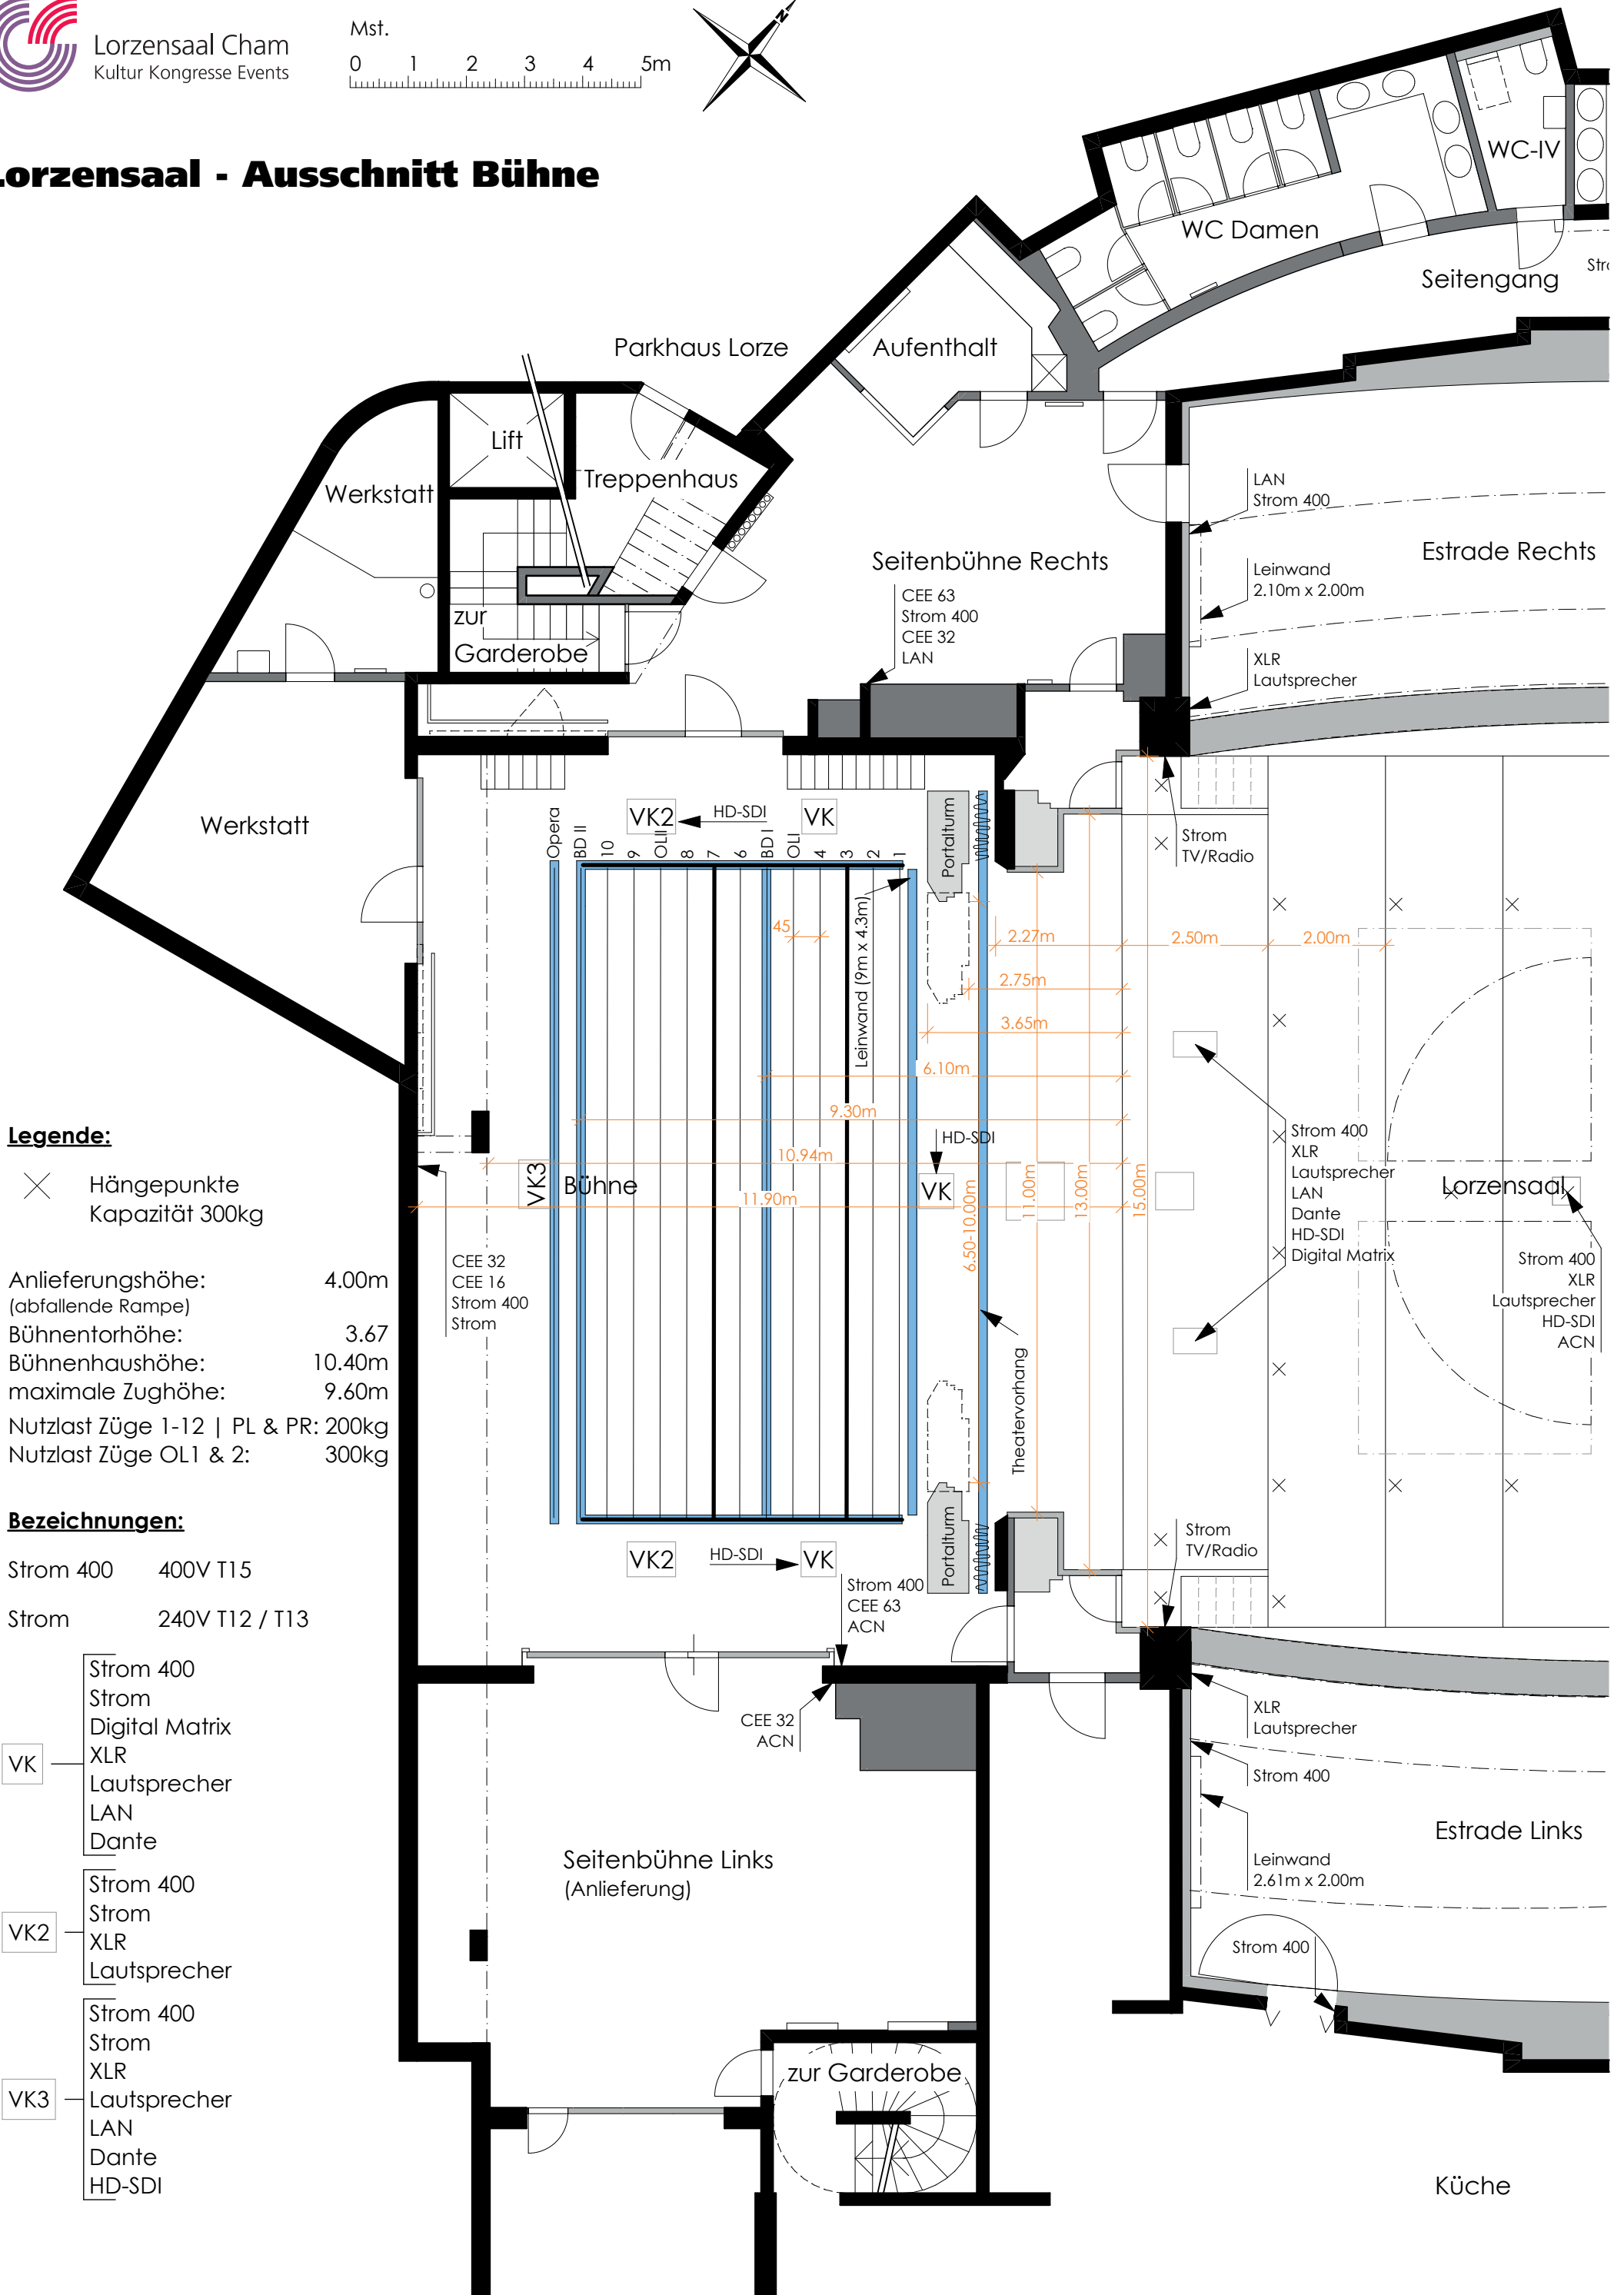 Lorzensaal Cham
Kultur Kongresse Events
Mst.
0 1 2 3 4 5m
N
Lorzensaal - Ausschnitt Bühne
WC-IV
WC Damen
Seitengang
Parkhaus Lorze
Aufenthalt
Lift
Werkstatt
Treppenhaus
LAN
Strom 400
Seitenbühne Rechts
Estrade Rechts
Leinwand
2.10m x 2.00m
CEE 63
Strom 400
CEE 32
LAN
zur
Garderobe
XLR
Lautsprecher
Werkstatt
Opera
BD II
10
9
OLII
8
7
6
BD I
OLI
4
3
2
1
VK2
HD-SDI
VK
Portalturm
Strom
TV/Radio
Leinwand (9m x 4.3m)
45
2.27m
2.50m
2.00m
2.75m
3.65m
6.10m
9.30m
10.94m
11.90m
HD-SDI
VK
VK3
Bühne
6.50-10.00m
11.00m
13.00m
15.00m
Strom 400
XLR
Lautsprecher
LAN
Dante
HD-SDI
Digital Matrix
Lorzensaal
Strom 400
XLR
Lautsprecher
HD-SDI
ACN
CEE 32
CEE 16
Strom 400
Strom
Theatervorhang
Legende:
Hängepunkte
Kapazität 300kg
Anlieferungshöhe: 4.00m
(abfallende Rampe)
Bühnentorhöhe: 3.67
Bühnenhaushöhe: 10.40m
maximale Zughöhe: 9.60m
Nutzlast Züge 1-12 | PL & PR: 200kg
Nutzlast Züge OL1 & 2: 300kg
Bezeichnungen:
Strom 400 400V T15
Strom 240V T12 / T13
VK
Strom 400
Strom
Digital Matrix
XLR
Lautsprecher
LAN
Dante
VK2
Strom 400
Strom
XLR
Lautsprecher
VK3
Strom 400
Strom
XLR
Lautsprecher
LAN
Dante
HD-SDI
VK2
HD-SDI
VK
Portalturm
Strom
TV/Radio
Strom 400
CEE 63
ACN
CEE 32
ACN
XLR
Lautsprecher
Strom 400
Seitenbühne Links
(Anlieferung)
Estrade Links
Leinwand
2.61m x 2.00m
Strom 400
zur Garderobe
Küche